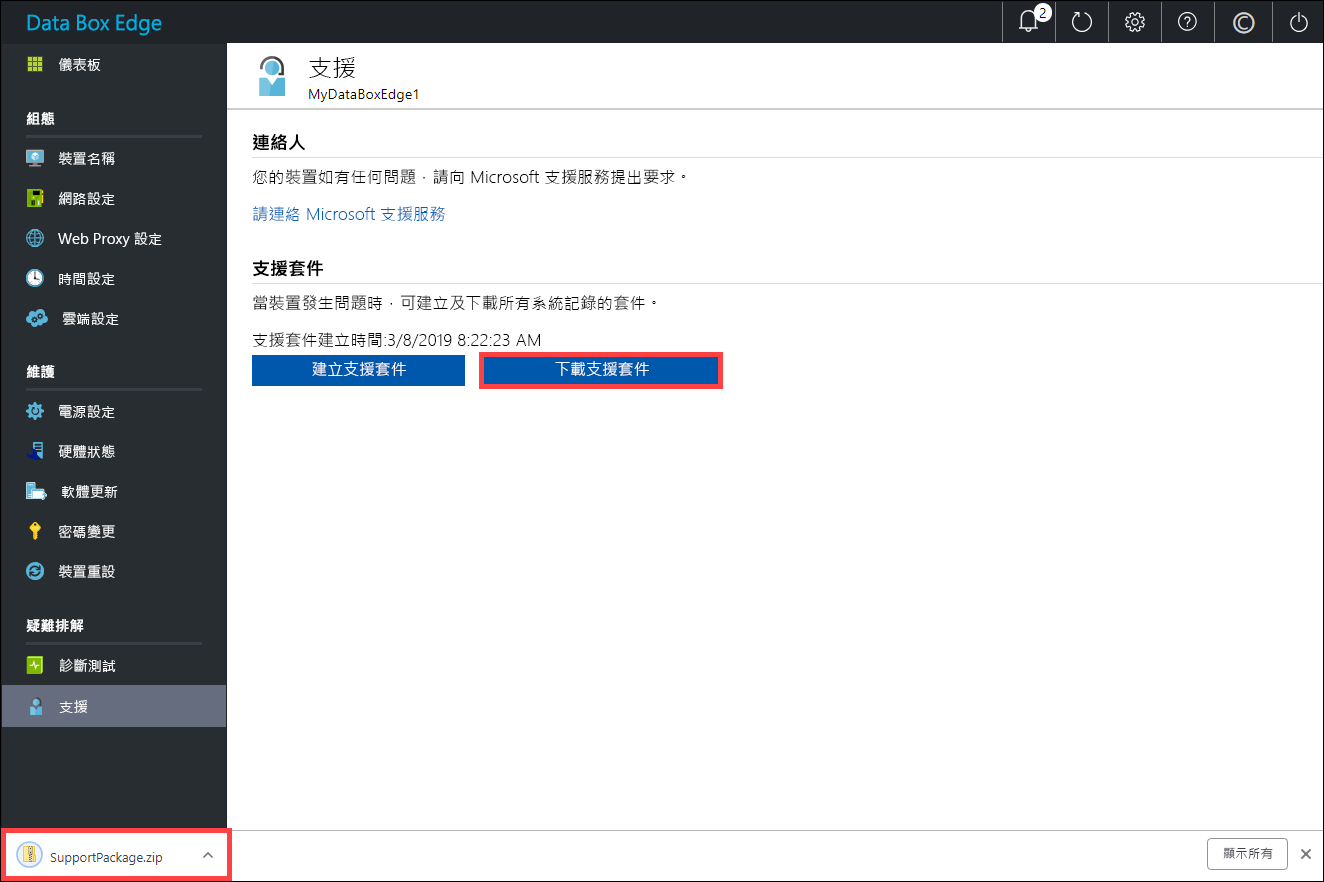 Data Box Edge
2
儀表板
組態
裝置名稱
網路設定
Web Proxy 設定
時間設定
雲端設定
維護
電源設定
硬體狀態
軟體更新
密碼變更
裝置重設
疑難排解
診斷測試
支援
支援
MyDataBoxEdge1
連絡人
您的裝置如有任何問題，請向 Microsoft 支援服務提出要求。
請連絡 Microsoft 支援服務
支援套件
當裝置發生問題時，可建立及下載所有系統記錄的套件。
支援套件建立時間:3/8/2019 8:22:23 AM
建立支援套件
下載支援套件
SupportPackage.zip
顯示所有